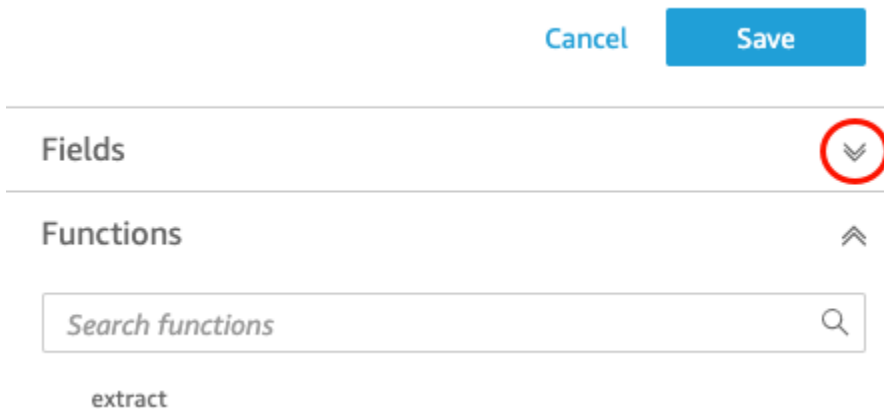 Cancel Save
Fields
Functions
Search functions
extract